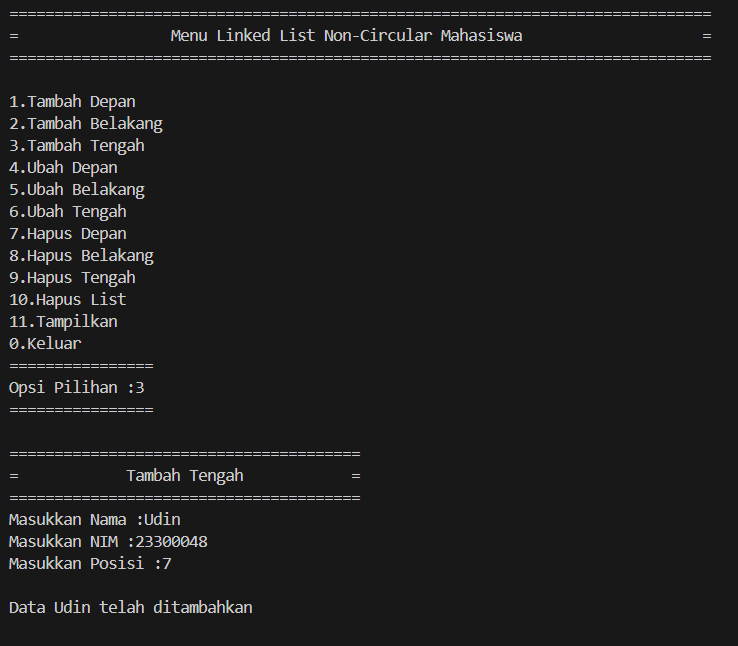 ==============================================================================
=                 Menu Linked List Non-Circular Mahasiswa                    =
==============================================================================
1.Tambah Depan
2.Tambah Belakang
3.Tambah Tengah
4.Ubah Depan
5.Ubah Belakang
6.Ubah Tengah
7.Hapus Depan
8.Hapus Belakang
9.Hapus Tengah
10.Hapus List
11.Tampilkan
0.Keluar
================
Opsi Pilihan :3
================
=======================================
=            Tambah Tengah            =
=======================================
Masukkan Nama :Udin
Masukkan NIM :23300048
Masukkan Posisi :7
Data Udin telah ditambahkan